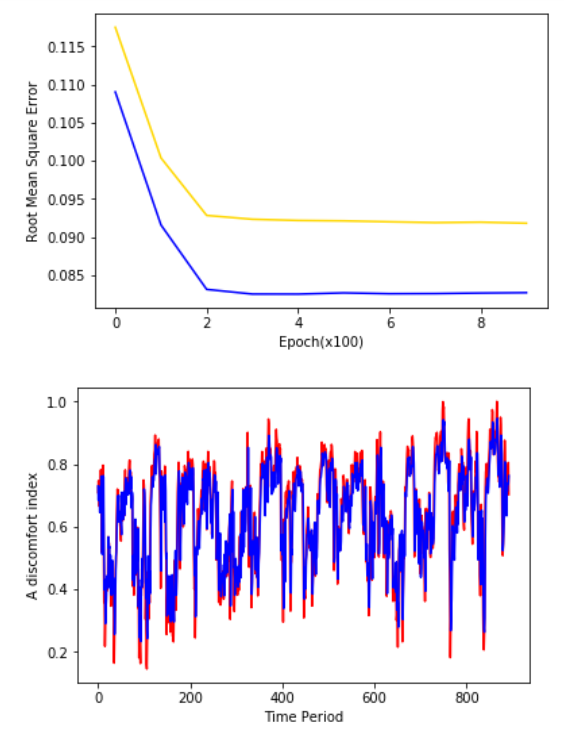 0.115
0.110
0.105
0.100
0.095
0.090
0.085
Root Mean Square Error
0 2 4 6 8
Epoch(x100)
1.0
0.8
0.6
0.4
0.2
A discomfort index
0 200 400 600 800
Time Period